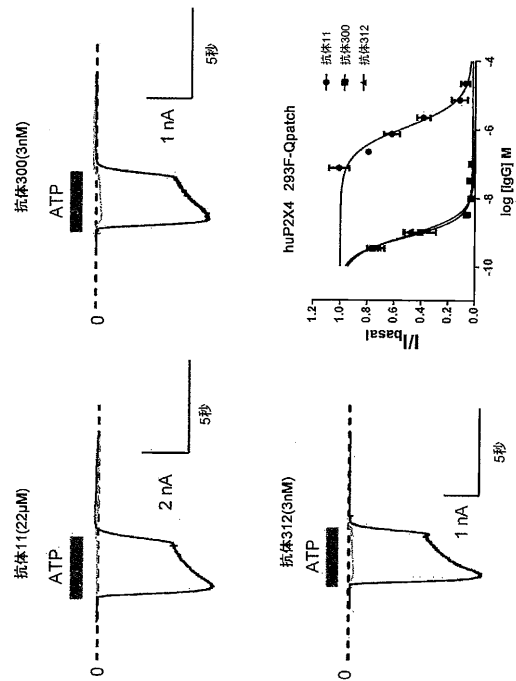 抗体11(22μM)
ATP
0
2 nA
5秒
抗体300(3nM)
ATP
0
1 nA
5秒
抗体312(3nM)
ATP
0
1 nA
5秒
huP2X4 293F-Qpatch
抗体11
抗体300
抗体312
I/Ibasal
1.2
1.0
0.8
0.6
0.4
0.2
0.0
-10
-8
-6
-4
log [IgG] M